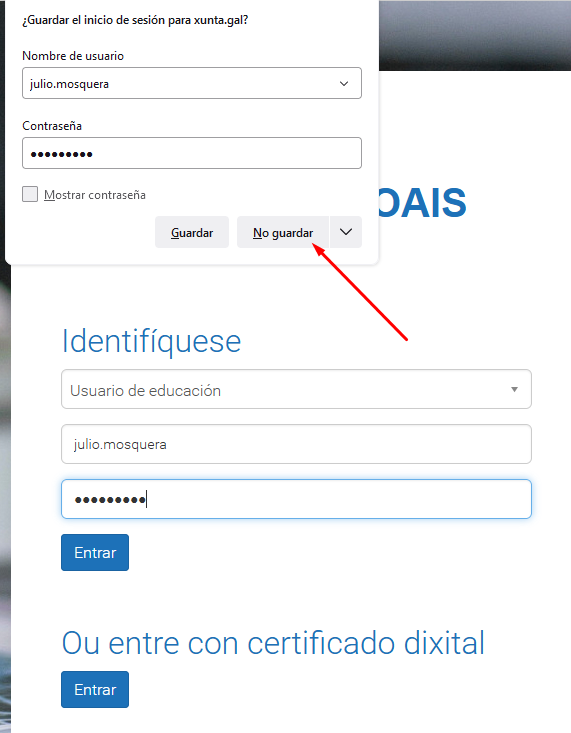 ¿Guardar el inicio de sesión para xunta.gal?
Nombre de usuario
julio.mosquera
Contraseña
●●●●●●●●●
Mostrar contraseña
Guardar
No guardar
OAIS
Identifíquese
Usuario de educación
julio.mosquera
●●●●●●●●●
Entrar
Ou entre con certificado dixital
Entrar